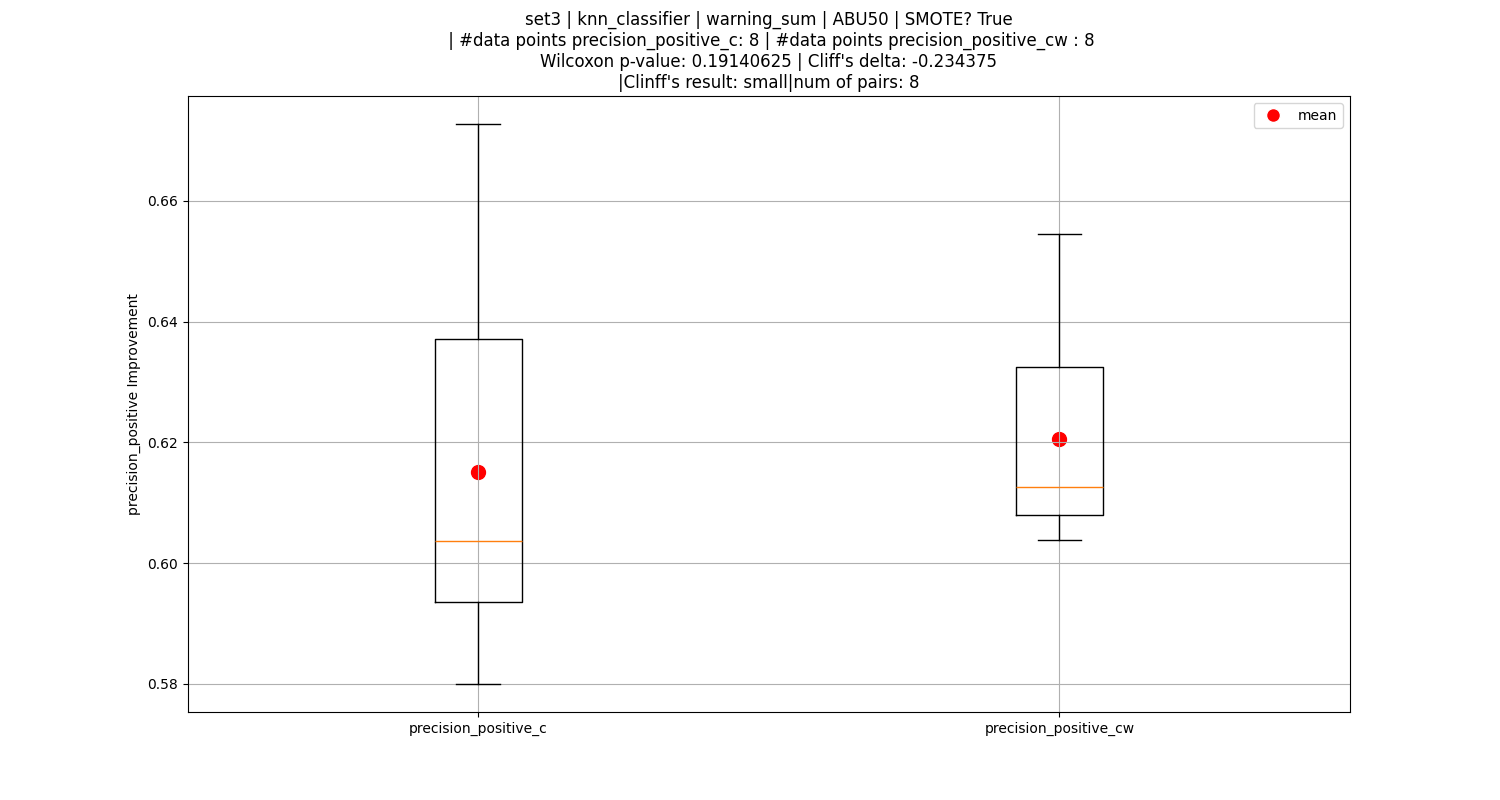 set3 | knn_classifier | warning_sum | ABU50 | SMOTE? True
| #data points precision_positive_c: 8 | #data points precision_positive_cw : 8
Wilcoxon p-value: 0.19140625 | Cliff's delta: -0.234375
|Clinff's result: small|num of pairs: 8
mean
precision_positive Improvement
0.66
0.64
0.62
0.60
0.58
precision_positive_c
precision_positive_cw